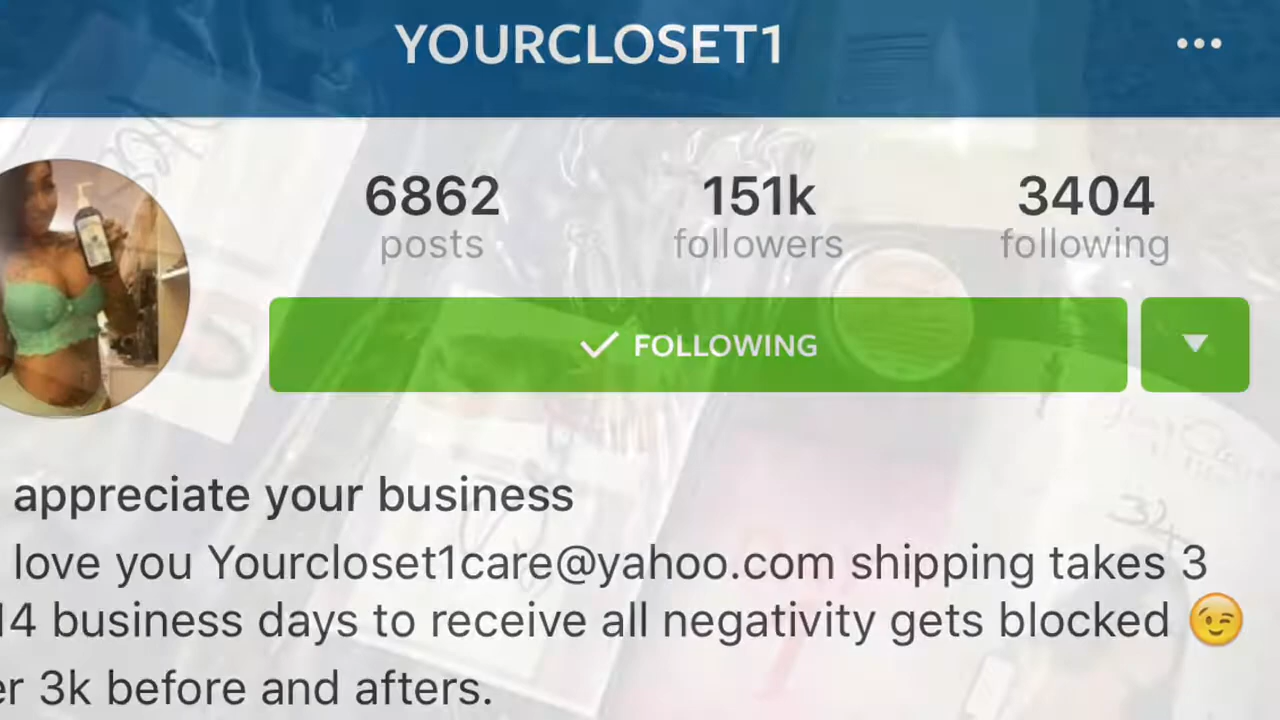 YOURCLOSET1
6862 151k 3404
posts followers following
FOLLOWING
appreciate your business
love you Yourcloset1care@yahoo.com shipping takes 3
14 business days to receive all negativity gets blocked 😉
er 3k before and afters.